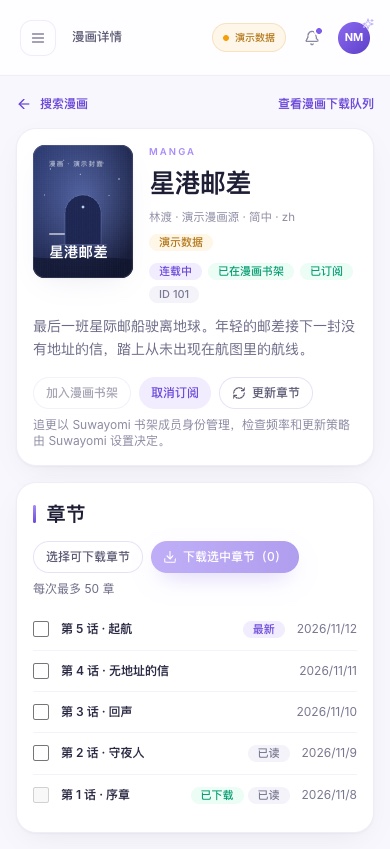 漫画详情
演示数据
NM
搜索漫画
查看漫画下载队列
漫画 · 演示封面
星港邮差
MANGA
星港邮差
林渡 · 演示漫画源 · 简中 · zh
演示数据
连载中
已在漫画书架
已订阅
ID 101
最后一班星际邮船驶离地球。年轻的邮差接下一封没
有地址的信，踏上从未出现在航图里的航线。
加入漫画书架
取消订阅
更新章节
追更以 Suwayomi 书架成员身份管理，检查频率和更新策略
由 Suwayomi 设置决定。
章节
选择可下载章节
下载选中章节（0）
每次最多 50 章
第 5 话 · 起航
最新
2026/11/12
第 4 话 · 无地址的信
2026/11/11
第 3 话 · 回声
2026/11/10
第 2 话 · 守夜人
已读
2026/11/9
第 1 话 · 序章
已下载
已读
2026/11/8